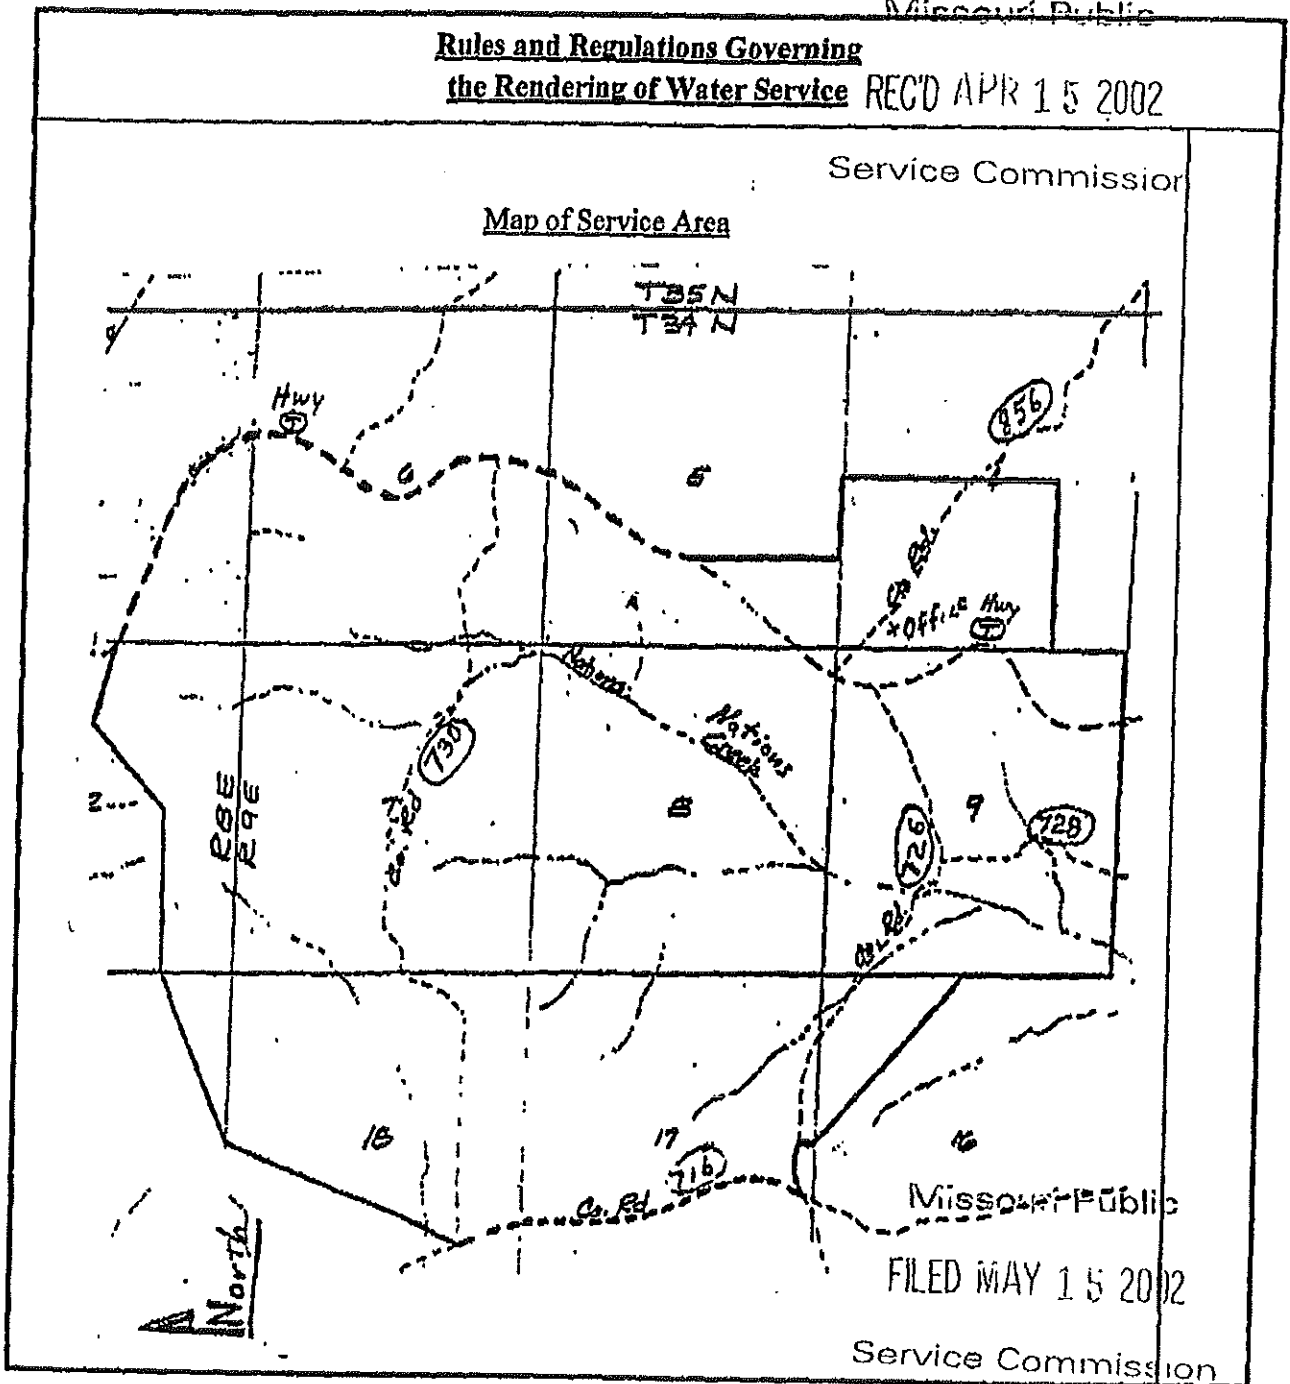 Missouri Public
Rules and Regulations Governing
the Rendering of Water Service
REC'D APR 15 2002
Service Commission
Map of Service Area
T35N
T34N
856
Hwy
T
6
5
Co Rd.
x Office
Hwy
T
Nations
Creek
730
R8E
R9E
2
Co. Rd
8
9
726
728
Co. Rd.
18
17
716
16
Co. Rd
Missouri Public
North
FILED MAY 15 2002
Service Commission